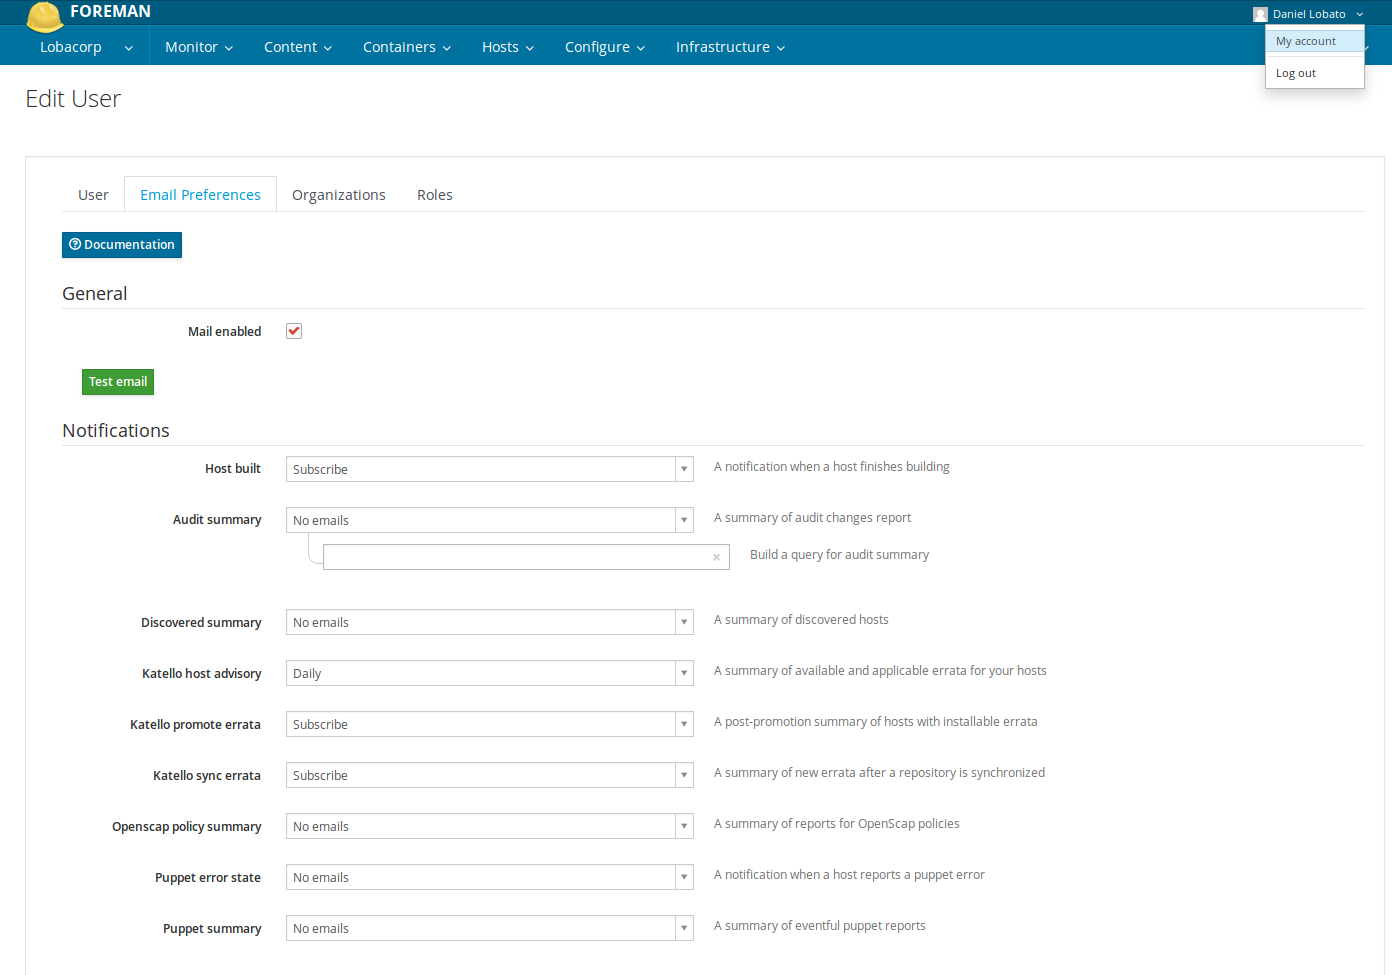 FOREMAN
Daniel Lobato
Lobacorp Monitor Content Containers Hosts Configure Infrastructure
My account
Log out
Edit User
User Email Preferences Organizations Roles
Documentation
General
Mail enabled
Test email
Notifications
Host built Subscribe A notification when a host finishes building
Audit summary No emails A summary of audit changes report
Build a query for audit summary
Discovered summary No emails A summary of discovered hosts
Katello host advisory Daily A summary of available and applicable errata for your hosts
Katello promote errata Subscribe A post-promotion summary of hosts with installable errata
Katello sync errata Subscribe A summary of new errata after a repository is synchronized
Openscap policy summary No emails A summary of reports for OpenScap policies
Puppet error state No emails A notification when a host reports a puppet error
Puppet summary No emails A summary of eventful puppet reports